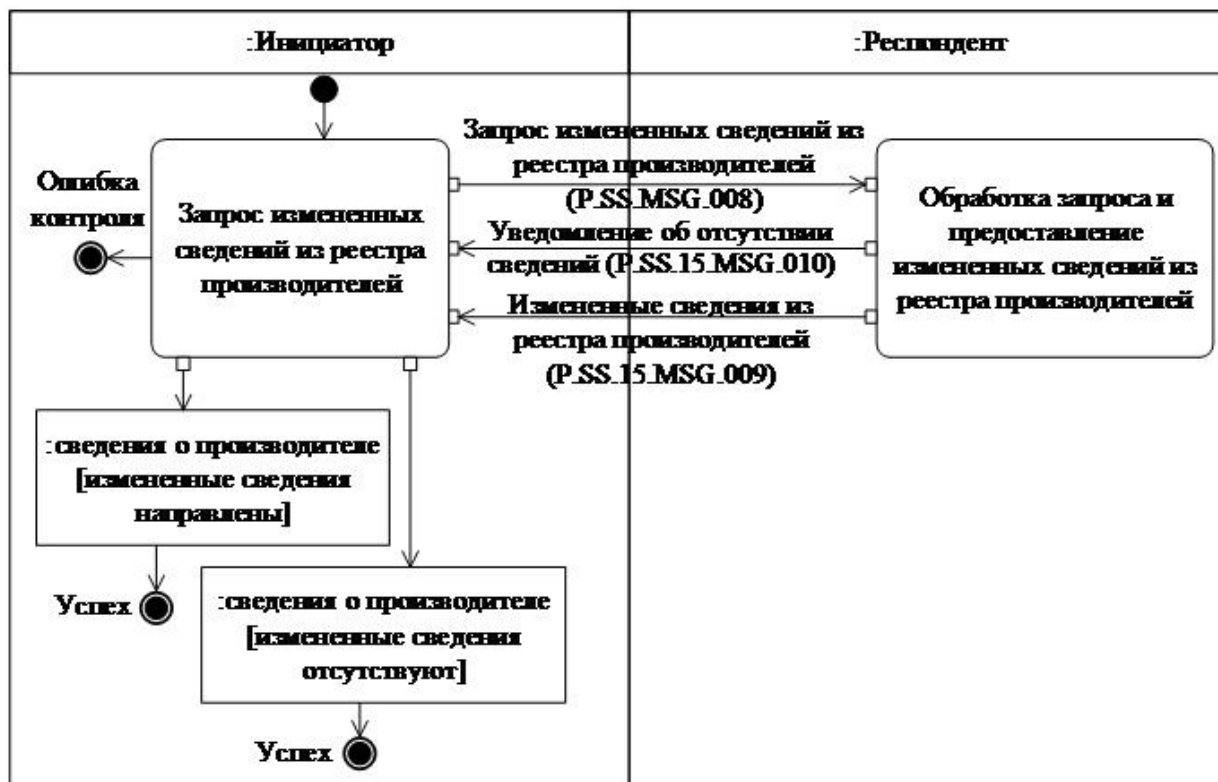 :Инициатор
:Респондент
Запрос измененных сведений из
реестра производителей
(P.SS.MSG.008)
Ошибка
контроля
Запрос измененных
сведений из реестра
производителей
Уведомление об отсутствии
сведений (P.SS.15.MSG.010)
Измененные сведения из
реестра производителей
(P.SS.15.MSG.009)
Обработка запроса и
предоставление
измененных сведений из
реестра производителей
:сведения о производителе
[измененные сведения
направлены]
Успех
:сведения о производителе
[измененные сведения
отсутствуют]
Успех